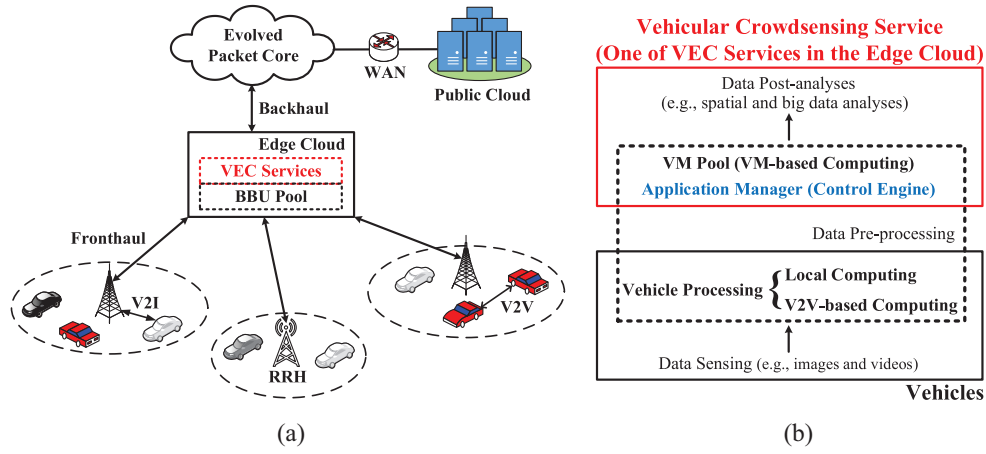 Evolved
Packet Core
WAN
Public Cloud
Backhaul
Edge Cloud
VEC Services
BBU Pool
Fronthaul
V2I
V2V
RRH
(a)
Vehicular Crowdsensing Service
(One of VEC Services in the Edge Cloud)
Data Post-analyses
(e.g., spatial and big data analyses)
VM Pool (VM-based Computing)
Application Manager (Control Engine)
Data Pre-processing
Vehicle Processing { Local Computing
V2V-based Computing
Data Sensing (e.g., images and videos)
Vehicles
(b)